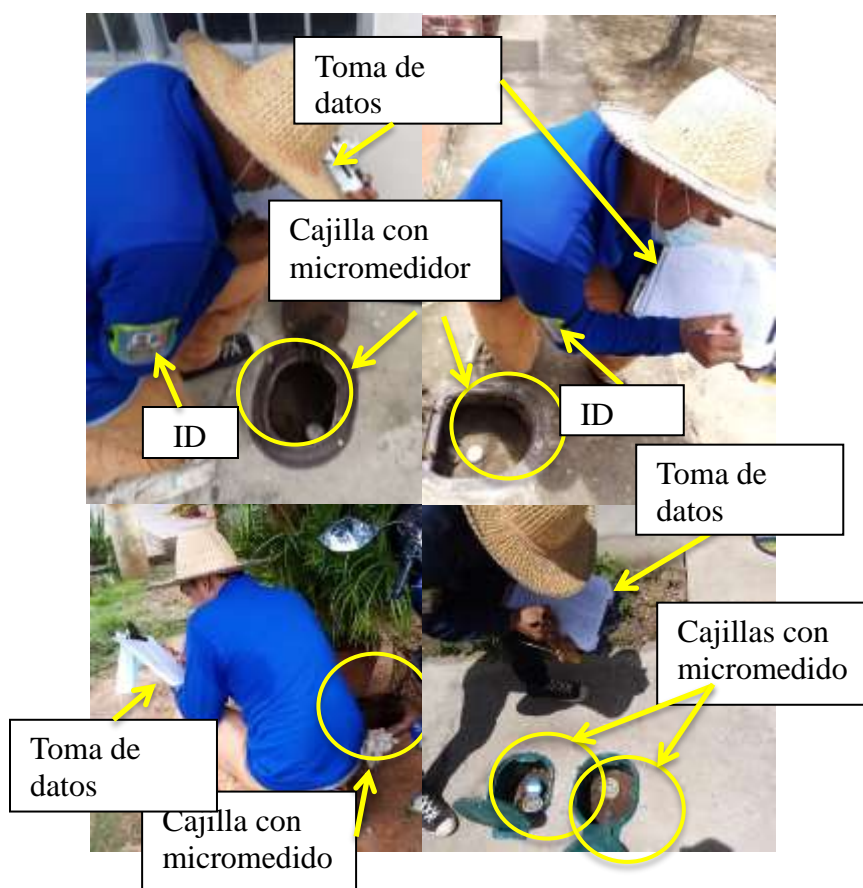 Toma de
datos
Cajilla con
micromedidor
ID
ID
Toma de
datos
Cajillas con
micromedido
Toma de
datos
Cajilla con
micromedido